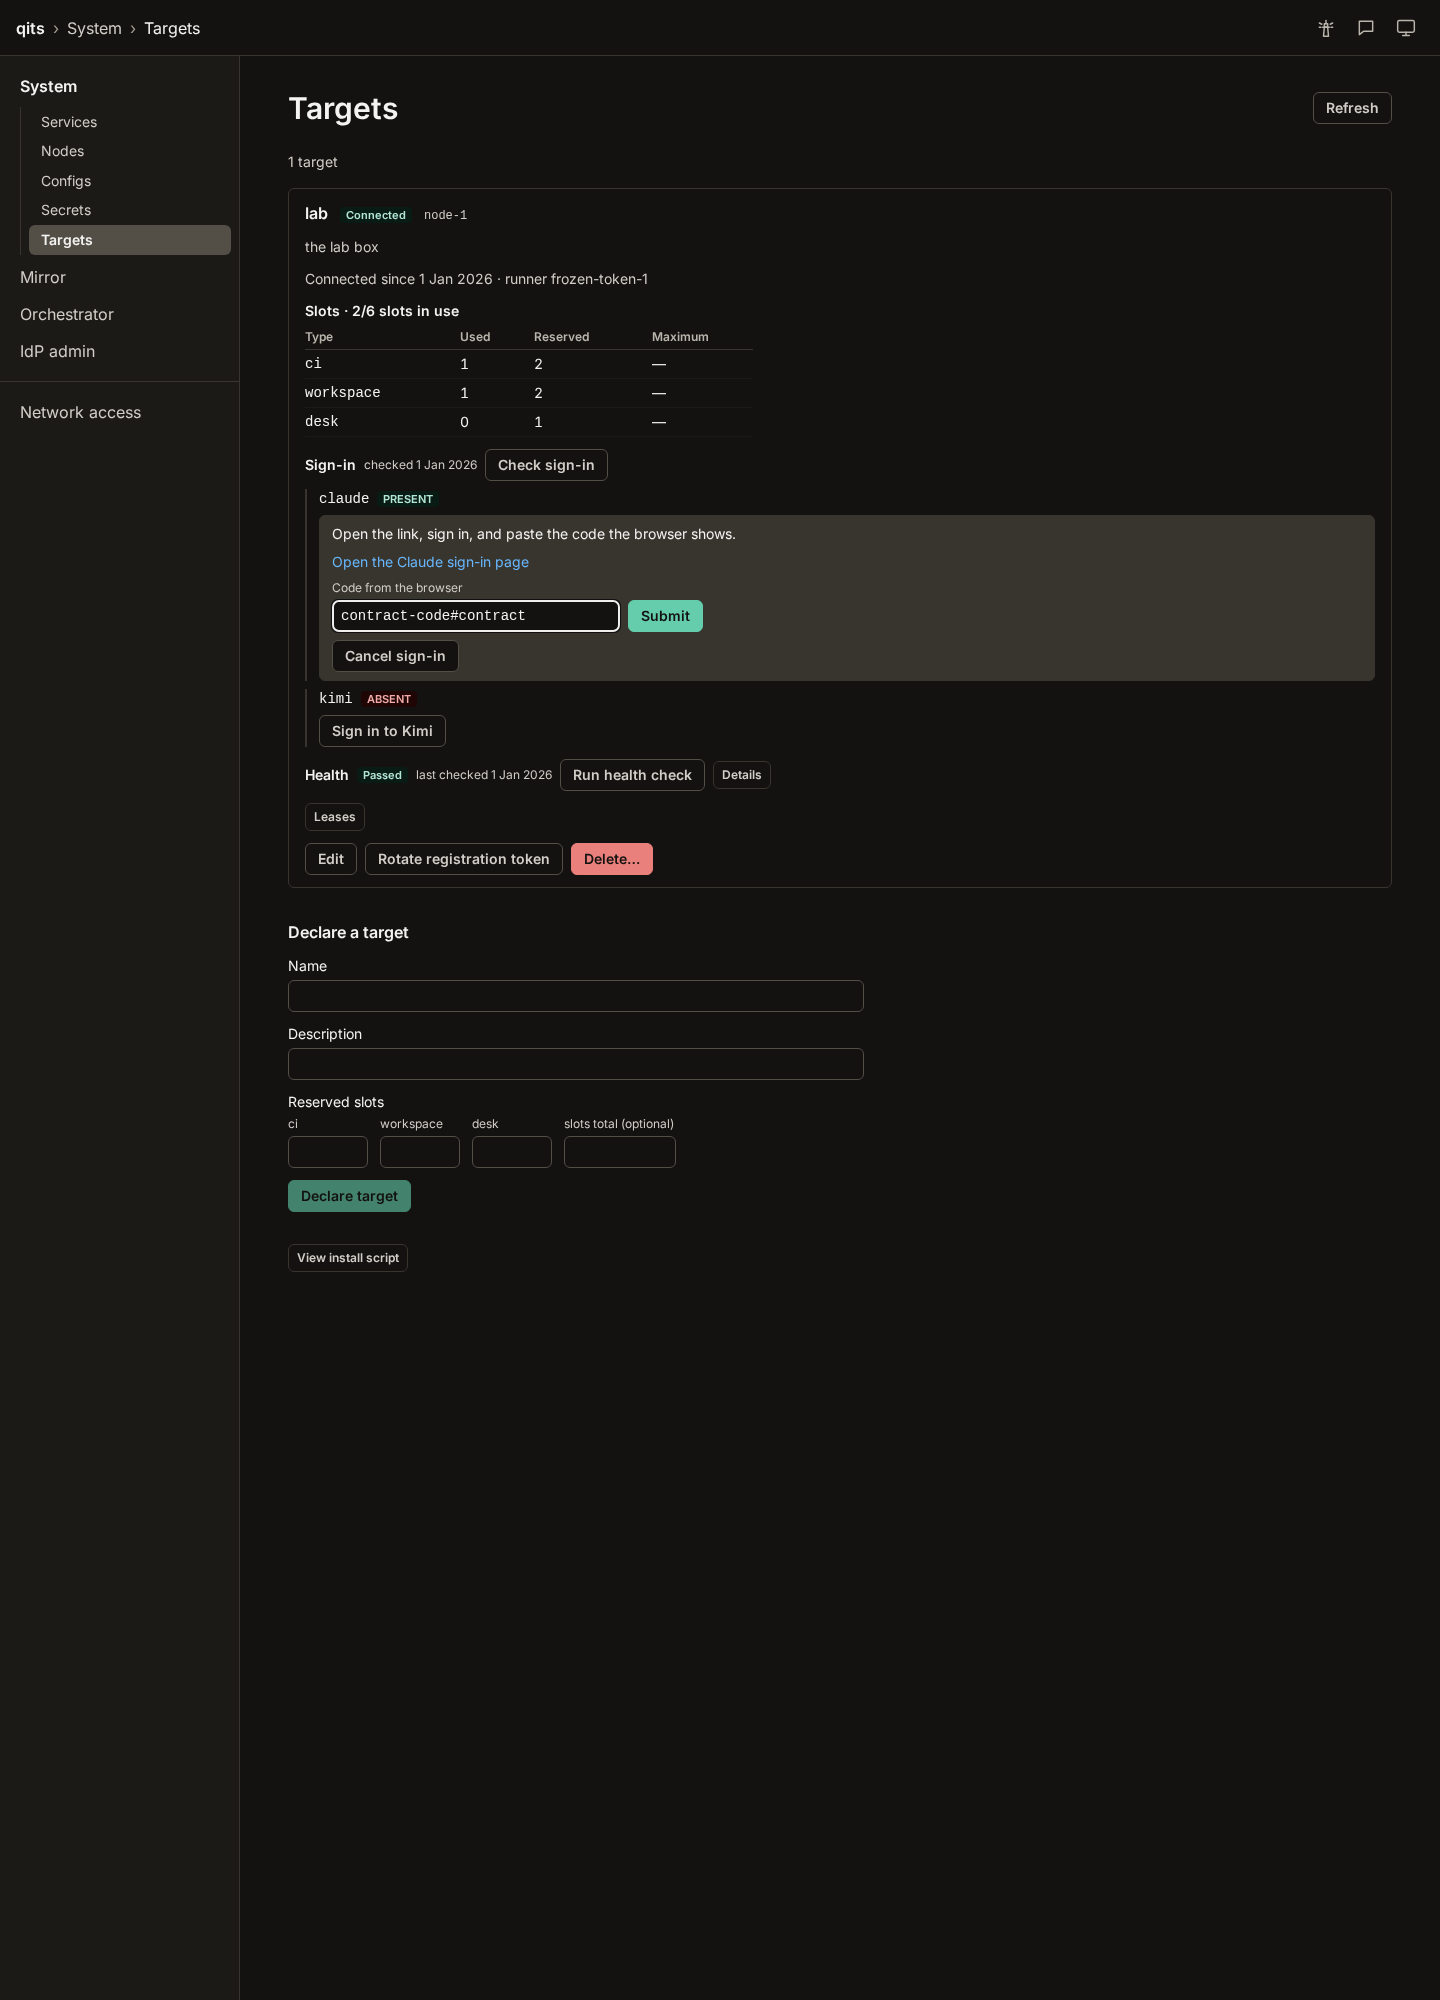 qits › System › Targets
System
Services
Nodes
Configs
Secrets
Targets
Mirror
Orchestrator
IdP admin
Network access
Targets
Refresh
1 target
lab Connected node-1
the lab box
Connected since 1 Jan 2026 · runner frozen-token-1
Slots · 2/6 slots in use
Type Used Reserved Maximum
ci 1 2 —
workspace 1 2 —
desk 0 1 —
Sign-in checked 1 Jan 2026 Check sign-in
claude PRESENT
Open the link, sign in, and paste the code the browser shows.
Open the Claude sign-in page
Code from the browser
contract-code#contract Submit
Cancel sign-in
kimi ABSENT
Sign in to Kimi
Health Passed last checked 1 Jan 2026 Run health check Details
Leases
Edit Rotate registration token Delete…
Declare a target
Name
Description
Reserved slots
ci workspace desk slots total (optional)
Declare target
View install script